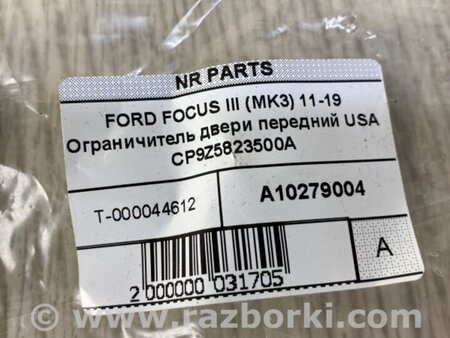 NR PARTS
FORD FOCUS III (MK3) 11-19
Ограничитель двери передний USA
CP9Z5823500A
T-000044612
A10279004
A
2 000000 031705
© www.razborki.com